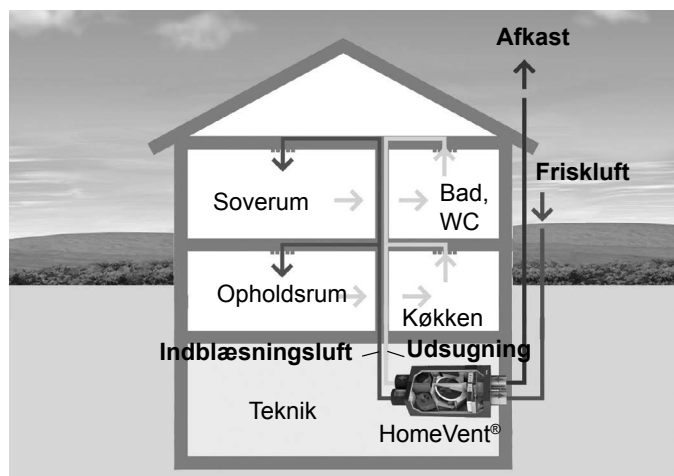 Afkast
Friskluft
Soverum
Bad,
WC
Opholdsrum
Køkken
Indblæsningsluft
Udsugning
Teknik
HomeVent®